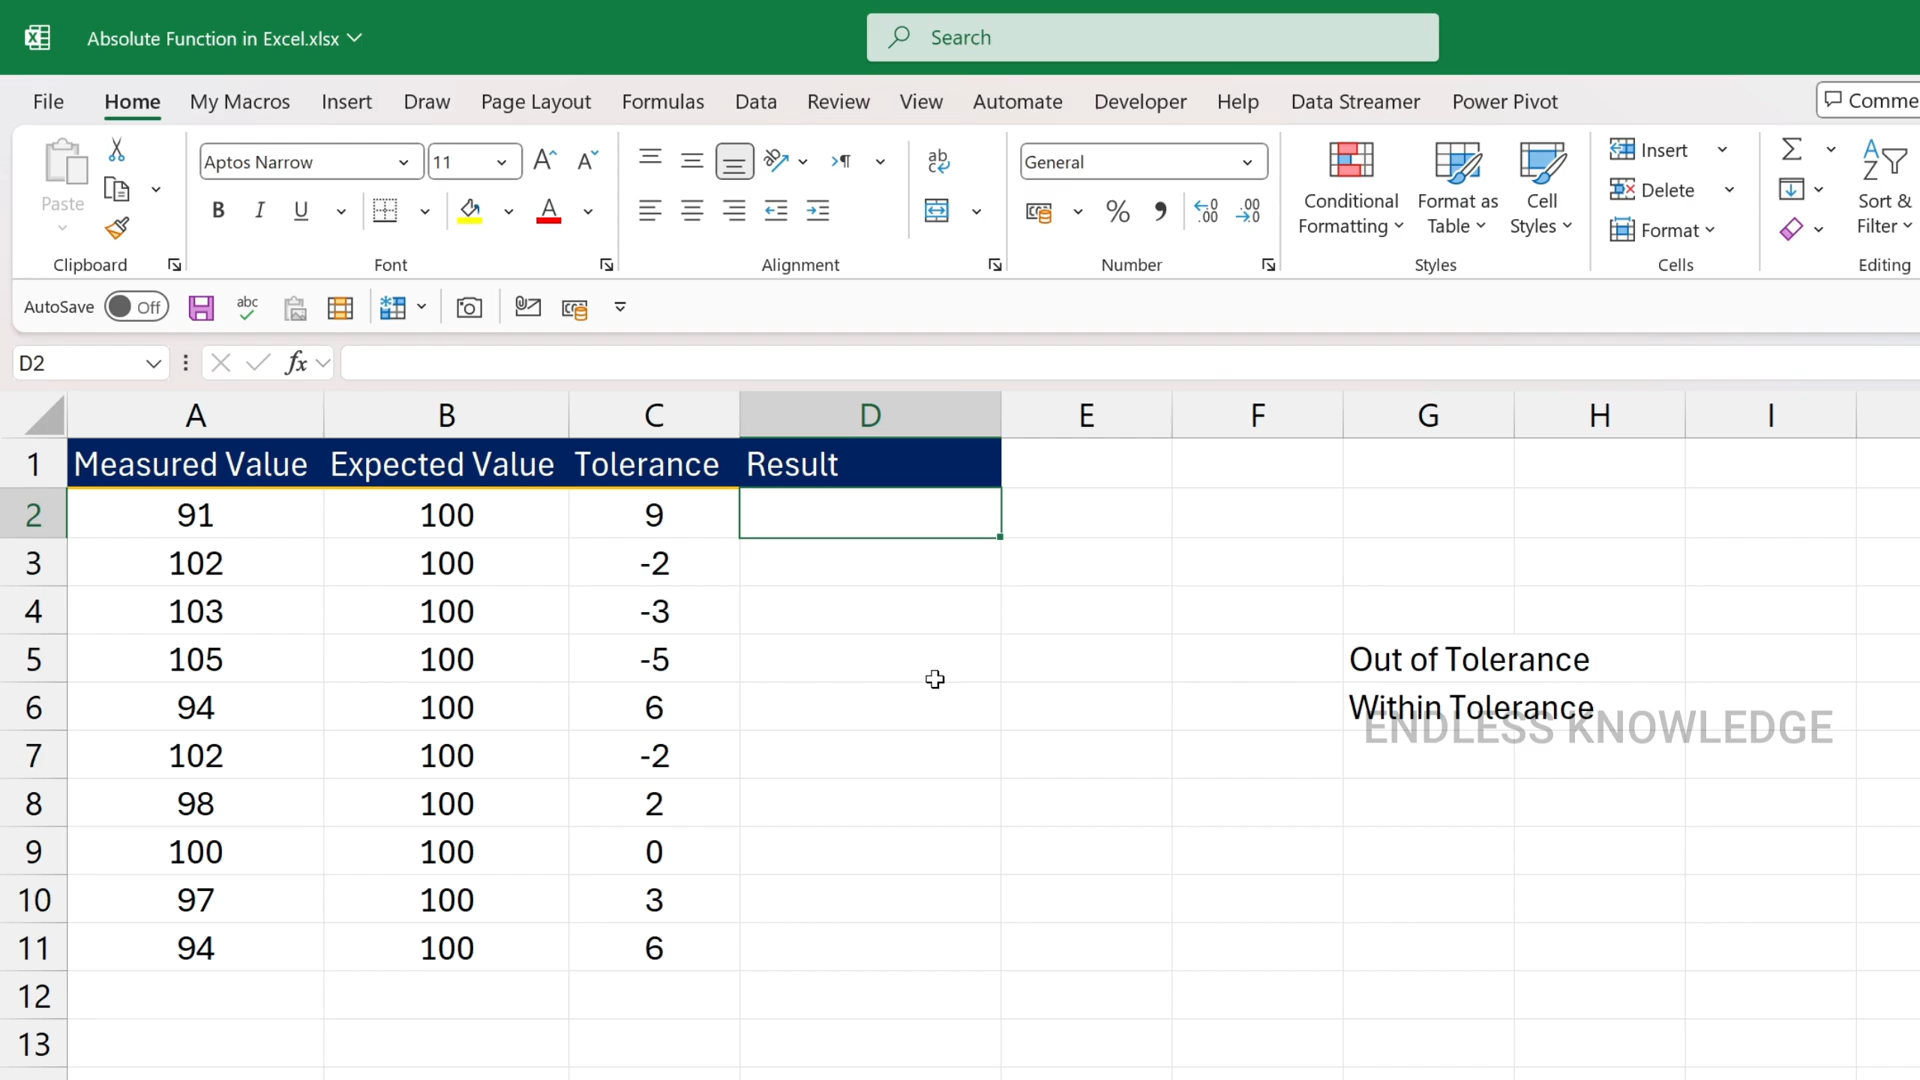 Absolute Function in Excel.xlsx
Search
File Home My Macros Insert Draw Page Layout Formulas Data Review View Automate Developer Help Data Streamer Power Pivot Comme
Paste
Clipboard
Aptos Narrow 11
B I U A
Font
ab
Alignment
General
% .00 .00
Number
Conditional Formatting
Format as Table
Cell Styles
Styles
Insert
Delete
Format
Cells
Sort &
Filter
Editing
AutoSave Off abc
D2 fx
A B C D E F G H I
1 Measured Value Expected Value Tolerance Result
2 91 100 9
3 102 100 -2
4 103 100 -3
5 105 100 -5 Out of Tolerance
6 94 100 6 Within Tolerance
ENDLESS KNOWLEDGE
7 102 100 -2
8 98 100 2
9 100 100 0
10 97 100 3
11 94 100 6
12
13